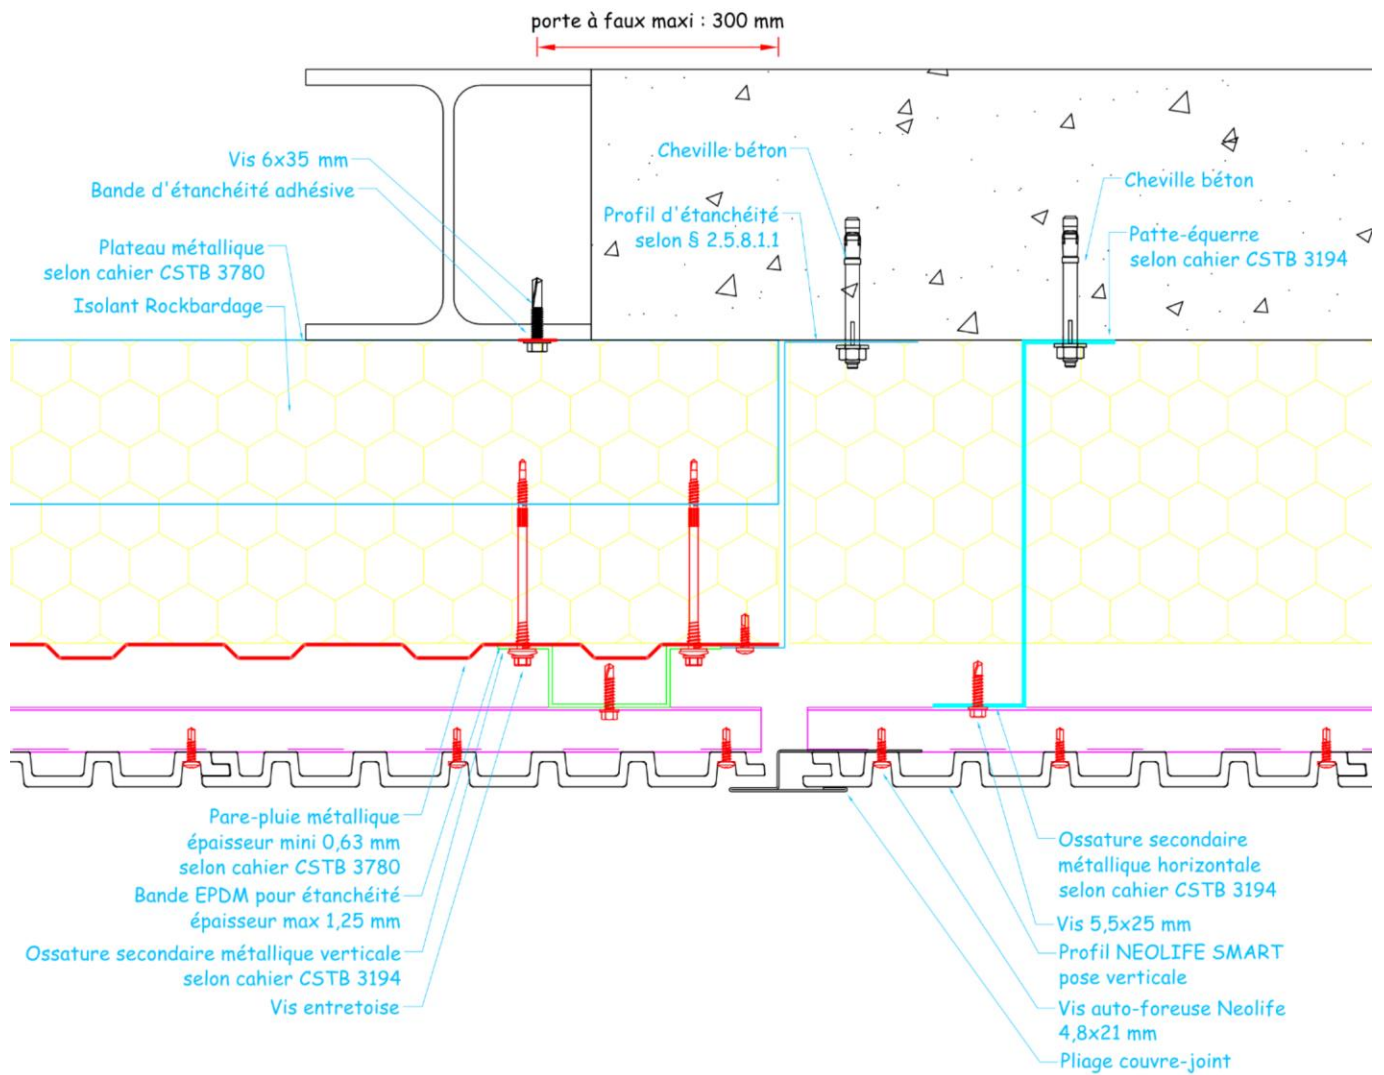 porte à faux maxi : 300 mm
Vis 6x35 mm
Bande d'étanchéité adhésive
Plateau métallique
selon cahier CSTB 3780
Isolant Rockbardage
Cheville béton
Profil d'étanchéité
selon § 2.5.8.1.1
Cheville béton
Patte-équerre
selon cahier CSTB 3194
Pare-pluie métallique
épaisseur mini 0,63 mm
selon cahier CSTB 3780
Bande EPDM pour étanchéité
épaisseur max 1,25 mm
Ossature secondaire métallique verticale
selon cahier CSTB 3194
Vis entretoise
Ossature secondaire
métallique horizontale
selon cahier CSTB 3194
Vis 5,5x25 mm
Profil NEOLIFE SMART
pose verticale
Vis auto-foreuse Neolife
4,8x21 mm
Pliage couvre-joint